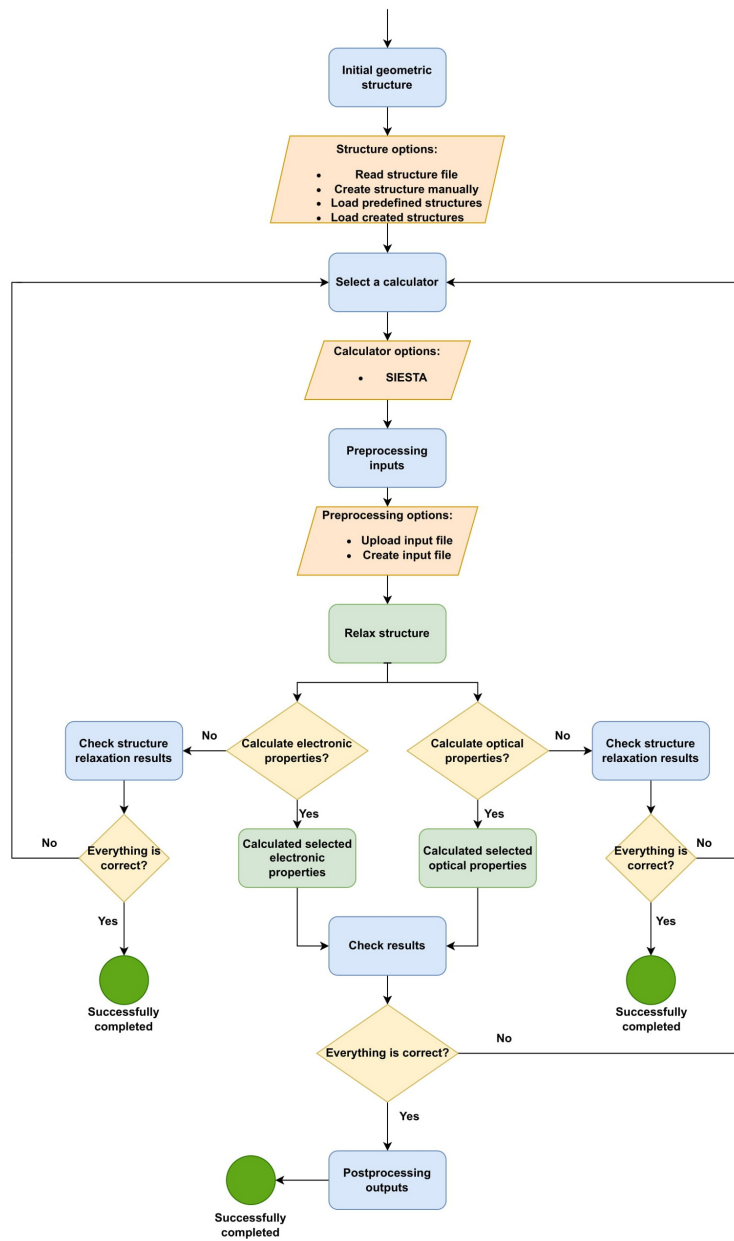 Initial geometric
structure
Structure options:
• Read structure file
• Create structure manually
• Load predefined structures
• Load created structures
Select a calculator
Calculator options:
• SIESTA
Preprocessing
inputs
Preprocessing options:
• Upload input file
• Create input file
Relax structure
Check structure
relaxation results
No
Calculate electronic
properties?
Calculate optical
properties?
No
Check structure
relaxation results
Yes
Yes
No
Everything is
correct?
Calculated selected
electronic
properties
Calculated selected
optical properties
Everything is
correct?
No
Yes
Yes
Check results
Successfully
completed
Successfully
completed
Everything is correct?
No
Yes
Postprocessing
outputs
Successfully
completed